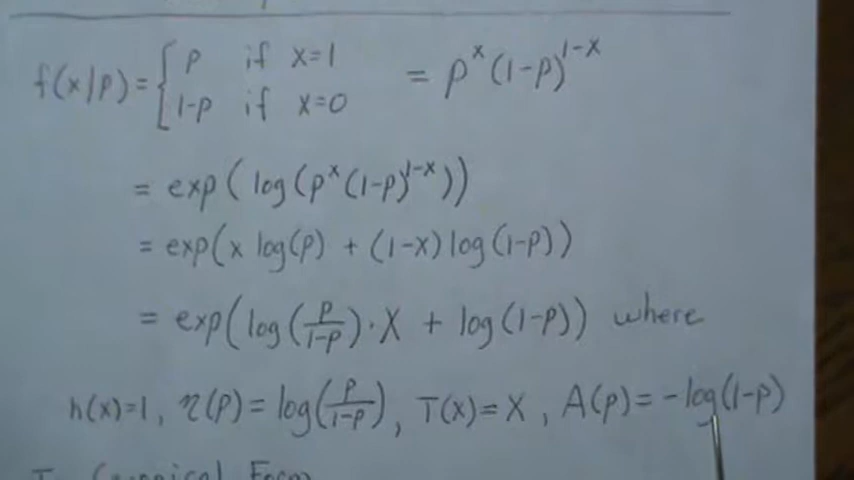 f(x|p) = { p if x=1 = p^x (1-p)^{1-x}
1-p if x=0
= exp( log(p^x (1-p)^{1-x}))
= exp(x log(p) + (1-x) log(1-p))
= exp(log(p/(1-p)) · X + log(1-p)) where
h(x)=1, η(p) = log(p/(1-p)), T(x)= X, A(p)= -log(1-p)